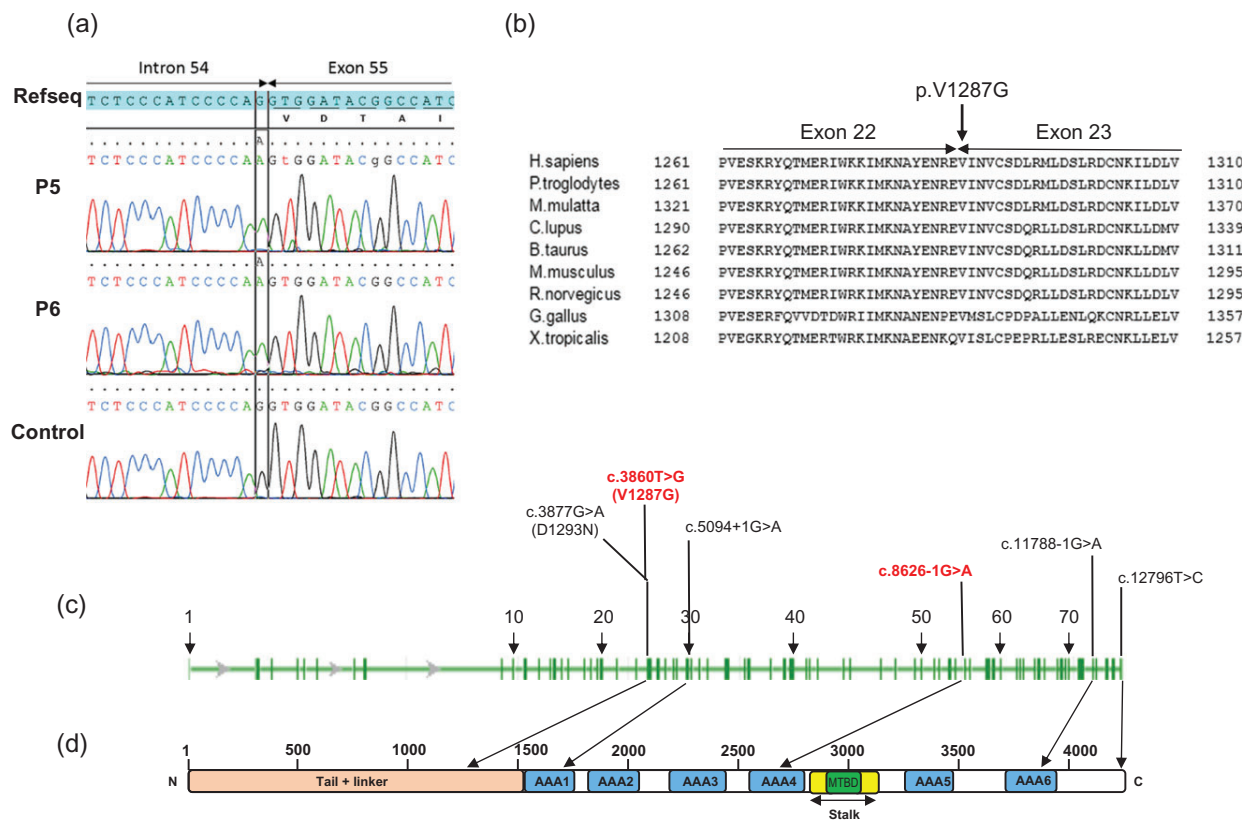 (a)
Intron 54 Exon 55
Refseq TCTCCCATCCCCAGGTGGATACGGCCATC
V D T A I
A
TCTCCCATCCCCAAGtGGATACgGCCATC
P5
A
TCTCCCATCCCCAAGTGGATACGGCCATC
P6
TCTCCCATCCCCAGGTGGATACGGCCATC
Control
(b)
p.V1287G
Exon 22 Exon 23
H.sapiens 1261 PVESKRYQTMERIWKKIMKNAYENREVINVCSDLRMLDSLRDCNKILDLV 1310
P.troglodytes 1261 PVESKRYQTMERIWKKIMKNAYENREVINVCSDLRMLDSLRDCNKILDLV 1310
M.mulatta 1321 PVESKRYQTMERIWKKIMKNAYENREVINVCSDLRMLDSLRDCNKILDLV 1370
C.lupus 1290 PVESKRYQTMERIWRKIMKNAYENREVINVCSDQRLLDSLRDCNKLLDMV 1339
B.taurus 1262 PVESKRYQTMERIWRKIMKNAYENREVINVCSDQRLLDSLRDCNKLLDMV 1311
M.musculus 1246 PVESKRYQTMERIWRKIMKNAYENREVINVCSDQRLLDSLRDCNKLLDLV 1295
R.norvegicus 1246 PVESKRYQTMERIWRKIMKNAYENREVINVCSDQRLLDSLRDCNKLLDLV 1295
G.gallus 1308 PVESERFQVVDTDWRIIMKNANENPEVMSLCPDPALLENLQKCNRLLELV 1357
X.tropicalis 1208 PVEGKRYQTMERTWRKIMKNAEENKQVISLCPEPRLLESLRECNKLLELV 1257
(c)
c.3877G>A
(D1293N)
c.3860T>G
(V1287G)
c.5094+1G>A
c.8626-1G>A
c.11788-1G>A
c.12796T>C
1 10 20 30 40 50 60 70
(d)
1 500 1000 1500 2000 2500 3000 3500 4000
N Tail + linker AAA1 AAA2 AAA3 AAA4 MTBD AAA5 AAA6 C
Stalk